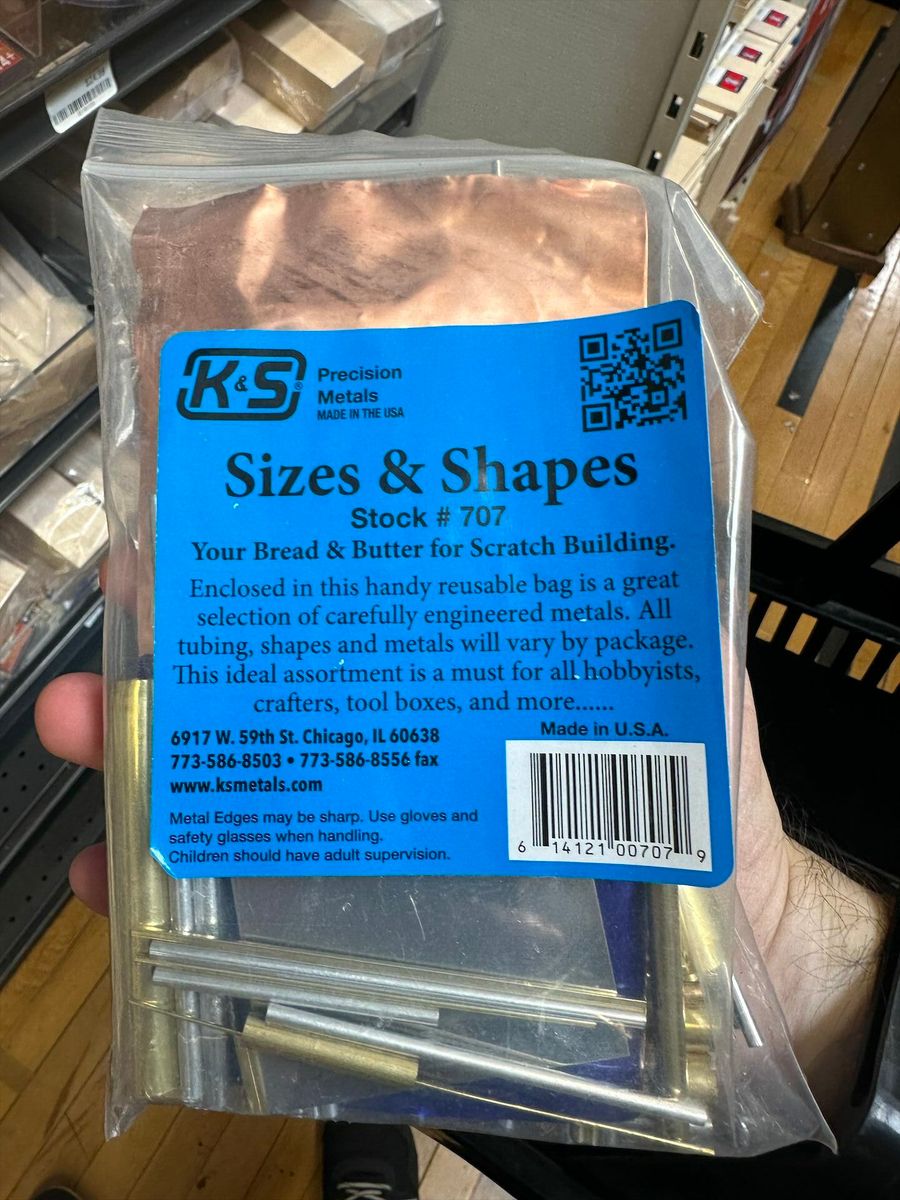 K&S®
Precision
Metals
MADE IN THE USA
Sizes & Shapes
Stock # 707
Your Bread & Butter for Scratch Building.
Enclosed in this handy reusable bag is a great
selection of carefully engineered metals. All
tubing, shapes and metals will vary by package.
This ideal assortment is a must for all hobbyists,
crafters, tool boxes, and more......
6917 W. 59th St. Chicago, IL 60638
773-586-8503 • 773-586-8556 fax
www.ksmetals.com
Made in U.S.A.
Metal Edges may be sharp. Use gloves and
safety glasses when handling.
Children should have adult supervision.
6 14121 00707 9